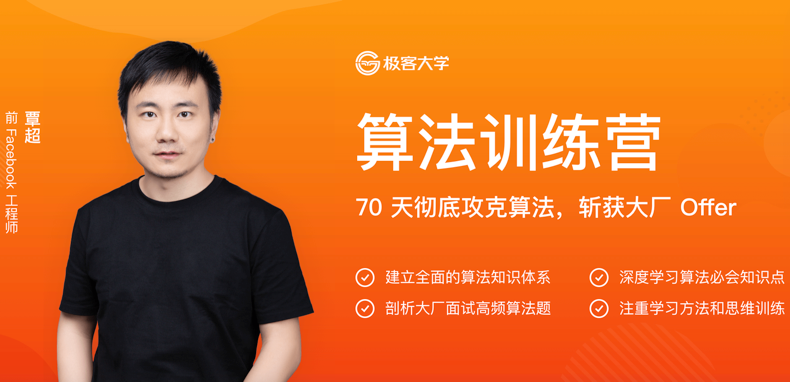 极客大学
算法训练营
70 天彻底攻克算法，斩获大厂 Offer
建立全面的算法知识体系
深度学习算法必会知识点
剖析大厂面试高频算法题
注重学习方法和思维训练
覃超
前 Facebook 工程师